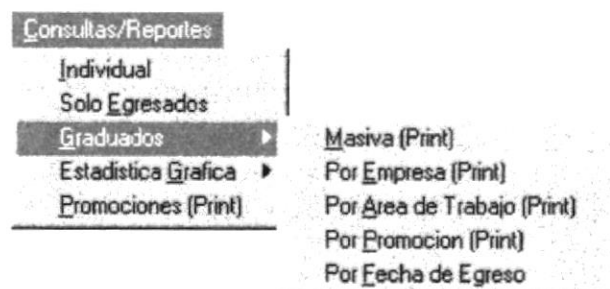 Consultas/Reportes
Individual
Solo Egresados
Graduados
Estadistica Grafica
Promociones (Print)
Masiva (Print)
Por Empresa (Print)
Por Area de Trabajo (Print)
Por Promocion (Print)
Por Fecha de Egreso